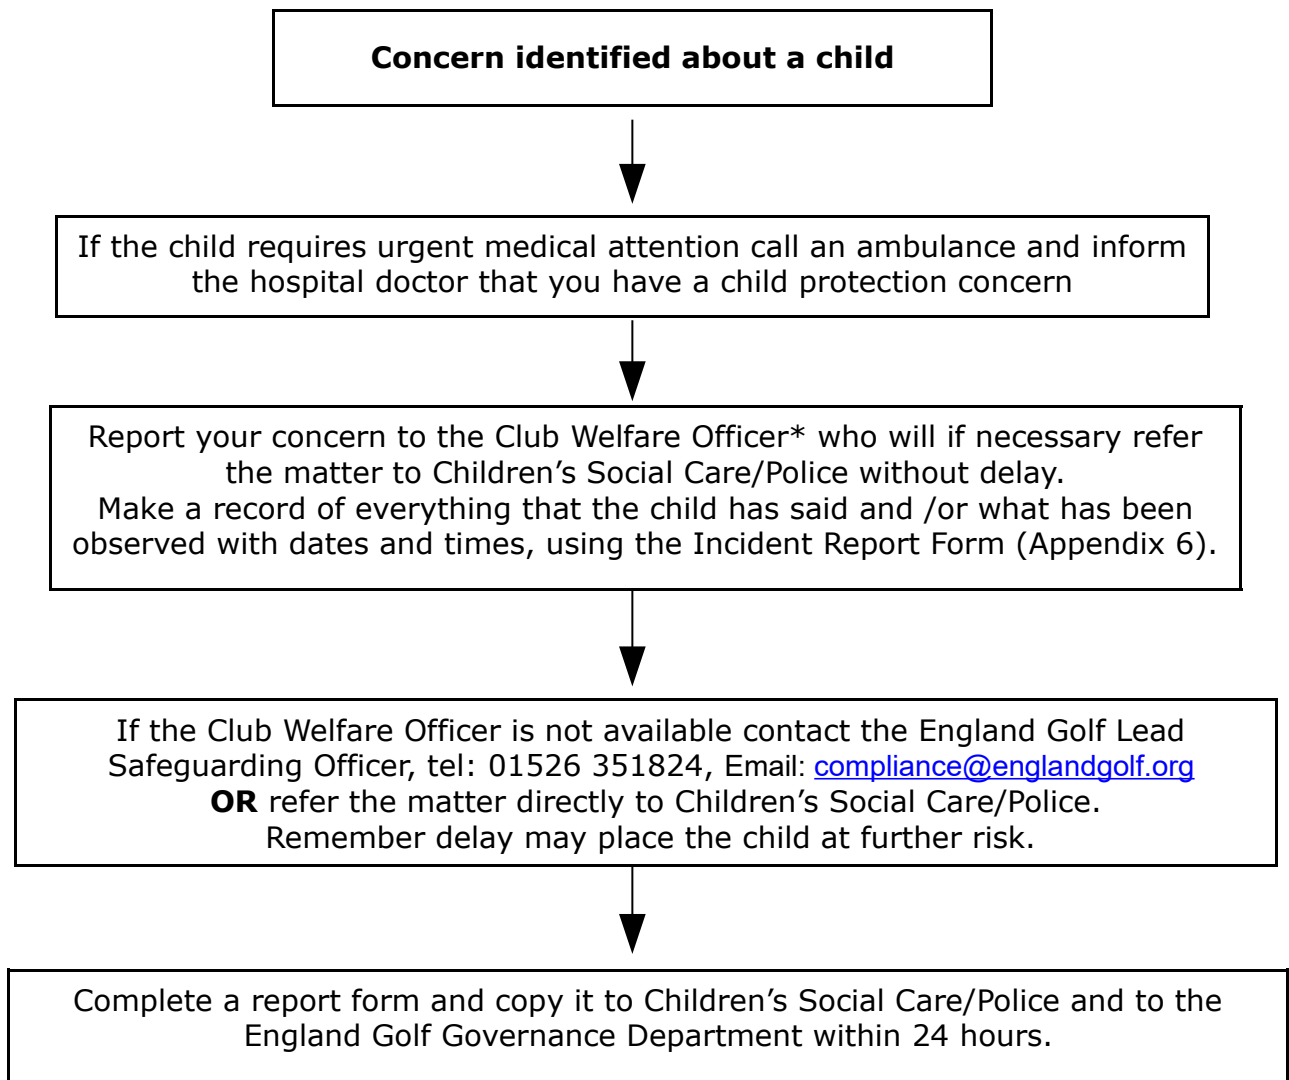 Concern identified about a child
If the child requires urgent medical attention call an ambulance and inform
the hospital doctor that you have a child protection concern
Report your concern to the Club Welfare Officer* who will if necessary refer
the matter to Children’s Social Care/Police without delay.
Make a record of everything that the child has said and /or what has been
observed with dates and times, using the Incident Report Form (Appendix 6).
If the Club Welfare Officer is not available contact the England Golf Lead
Safeguarding Officer, tel: 01526 351824, Email: compliance@englandgolf.org
OR refer the matter directly to Children’s Social Care/Police.
Remember delay may place the child at further risk.
Complete a report form and copy it to Children’s Social Care/Police and to the
England Golf Governance Department within 24 hours.